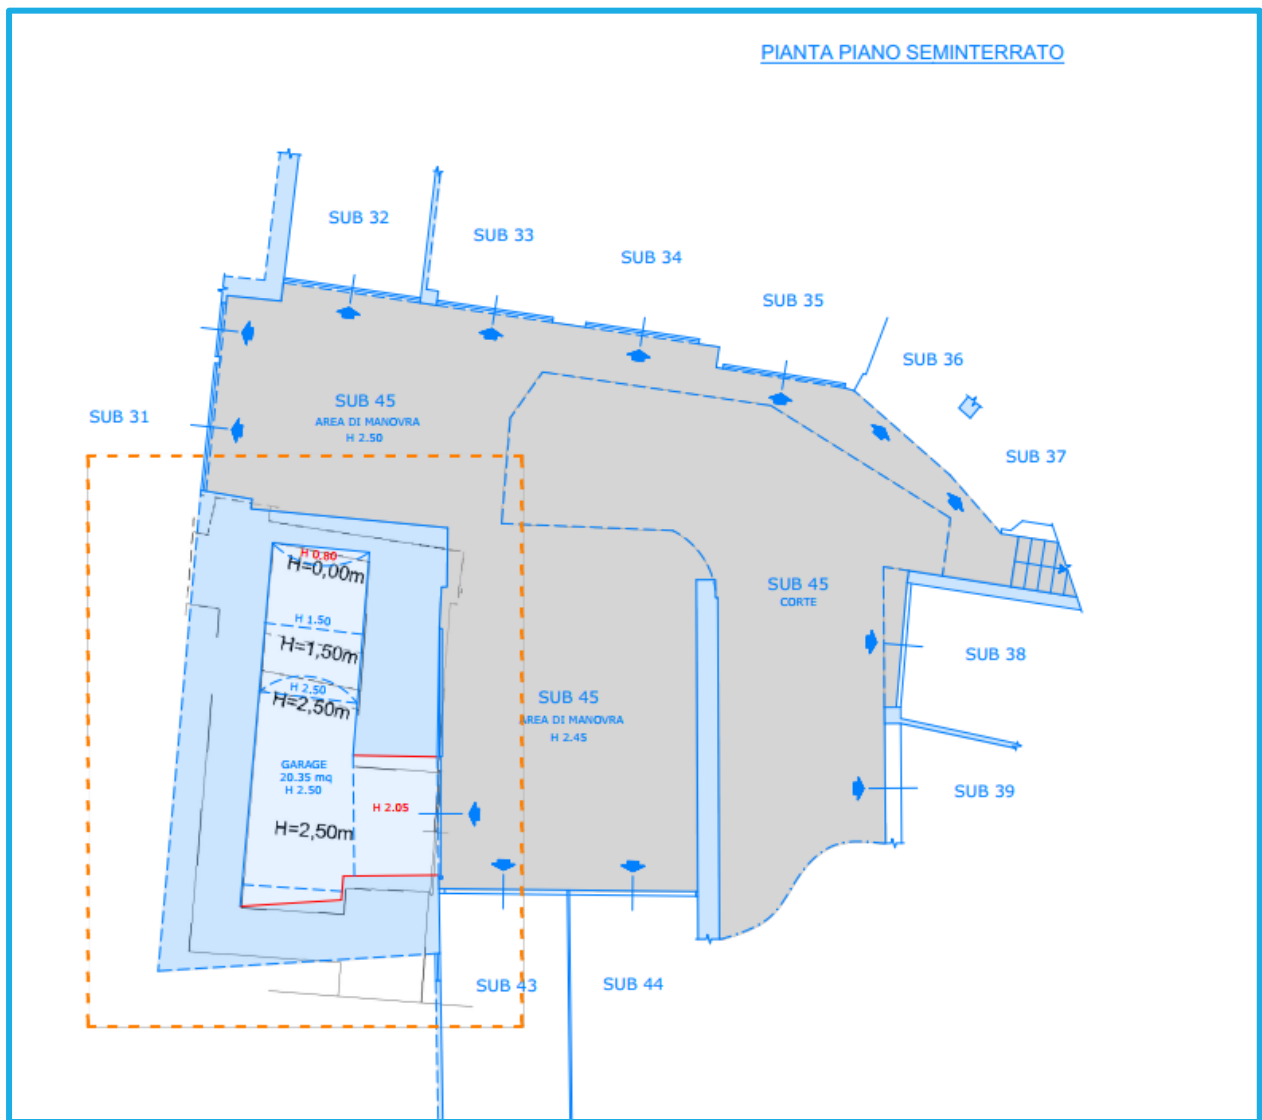 PIANTA PIANO SEMINTERRATO
SUB 32
SUB 33
SUB 34
SUB 35
SUB 36
SUB 31
SUB 45
AREA DI MANOVRA
H 2.50
SUB 37
H 0,80
H=0,00m
SUB 45
CORTE
H 1.50
H=1,50m
SUB 38
H 2.50
H=2,50m
SUB 45
AREA DI MANOVRA
H 2.45
GARAGE
20.35 mq
H 2.50
SUB 39
H 2.05
H=2,50m
SUB 43
SUB 44